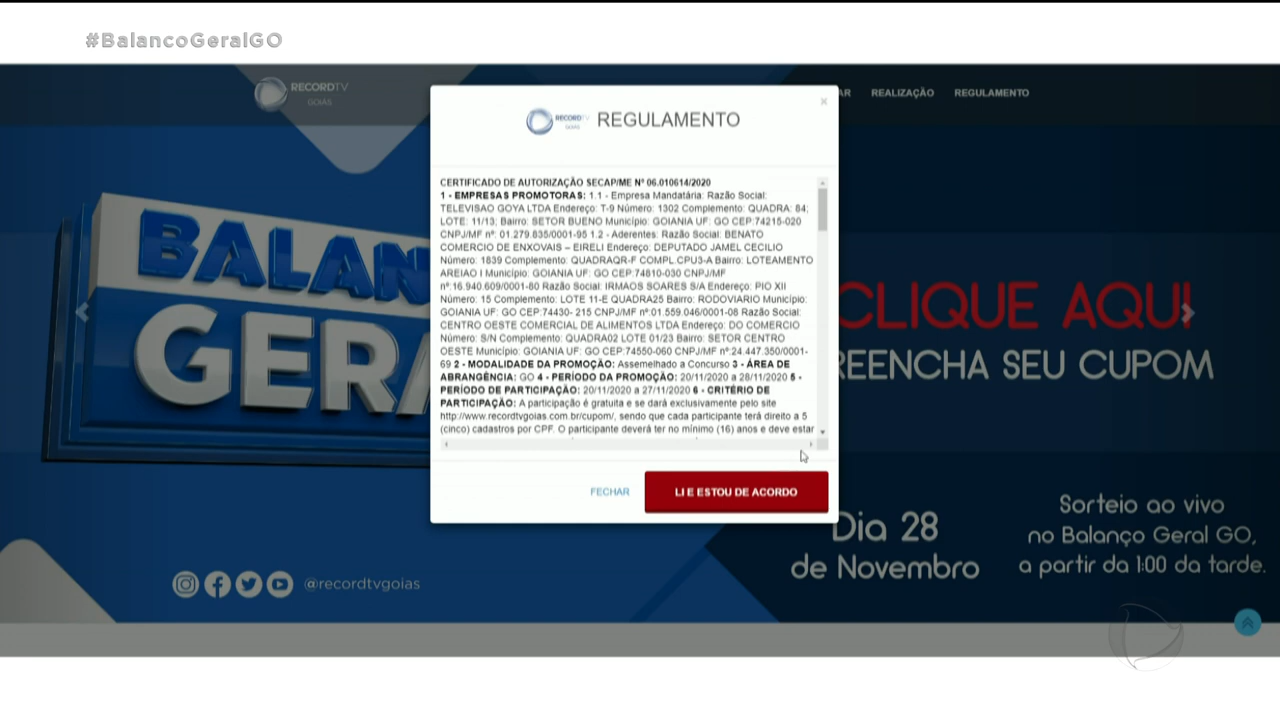 #BalancoGeralGO
RECORDTV
GOIÁS
AR REALIZAÇÃO REGULAMENTO
RECORDTV
GOIÁS
REGULAMENTO
×
CERTIFICADO DE AUTORIZAÇÃO SECAP/ME Nº 06.010614/2020
1 - EMPRESAS PROMOTORAS: 1.1 - Empresa Mandatária: Razão Social:
TELEVISAO GOYA LTDA Endereço: T-9 Número: 1302 Complemento: QUADRA: 84;
LOTE: 11/13; Bairro: SETOR BUENO Município: GOIANIA UF: GO CEP:74215-020
CNPJ/MF nº: 01.279.835/0001-95 1.2 - Aderentes: Razão Social: BENATO
COMERCIO DE ENXOVAIS – EIRELI Endereço: DEPUTADO JAMEL CECILIO
Número: 1839 Complemento: QUADRAQR-F COMPL.CPU3-A Bairro: LOTEAMENTO
AREIAO I Município: GOIANIA UF: GO CEP:74810-030 CNPJ/MF
nº:16.940.609/0001-60 Razão Social: IRMAOS SOARES S/A Endereço: PIO XII
Número: 15 Complemento: LOTE 11-E QUADRA25 Bairro: RODOVIARIO Município:
GOIANIA UF: GO CEP:74430- 215 CNPJ/MF nº:01.559.046/0001-08 Razão Social:
CENTRO OESTE COMERCIAL DE ALIMENTOS LTDA Endereço: DO COMERCIO
Número: S/N Complemento: QUADRA02 LOTE 01/23 Bairro: SETOR CENTRO
OESTE Município: GOIANIA UF: GO CEP:74550-060 CNPJ/MF nº:24.447.350/0001-
69 2 - MODALIDADE DA PROMOÇÃO: Assemelhado a Concurso 3 - ÁREA DE
ABRANGÊNCIA: GO 4 - PERÍODO DA PROMOÇÃO: 20/11/2020 a 28/11/2020 5 -
PERÍODO DE PARTICIPAÇÃO: 20/11/2020 a 27/11/2020 6 - CRITÉRIO DE
PARTICIPAÇÃO: A participação é gratuita e se dará exclusivamente pelo site
http://www.recordtvgoias.com.br/cupom/, sendo que cada participante terá direito a 5
(cinco) cadastros por CPF. O participante deverá ter no mínimo (16) anos e deve estar
FECHAR
LI E ESTOU DE ACORDO
BALAN
GERA
CLIQUE AQUI
REENCHA SEU CUPOM
Dia 28
de Novembro
Sorteio ao vivo
no Balanço Geral GO,
a partir da 1:00 da tarde.
@recordtvgoias